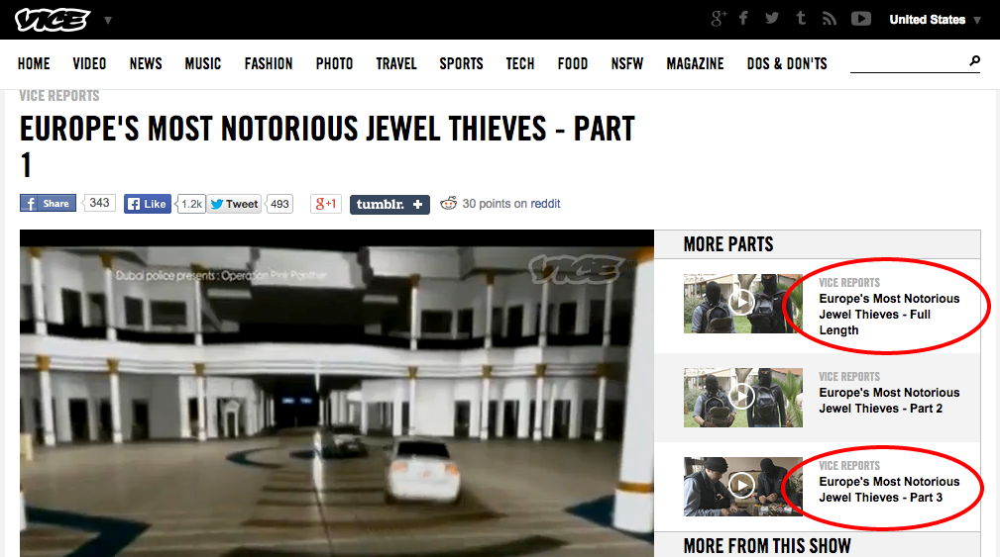 VICE
United States
HOME VIDEO NEWS MUSIC FASHION PHOTO TRAVEL SPORTS TECH FOOD NSFW MAGAZINE DOS & DON'TS
VICE REPORTS
EUROPE'S MOST NOTORIOUS JEWEL THIEVES - PART
1
f Share 343 Like 1.2k Tweet 493 g+1 tumblr. + 30 points on reddit
Dubai police presents : Operation Pink Panther
VICE
MORE PARTS
VICE REPORTS
Europe's Most Notorious
Jewel Thieves - Full
Length
VICE REPORTS
Europe's Most Notorious
Jewel Thieves - Part 2
VICE REPORTS
Europe's Most Notorious
Jewel Thieves - Part 3
MORE FROM THIS SHOW